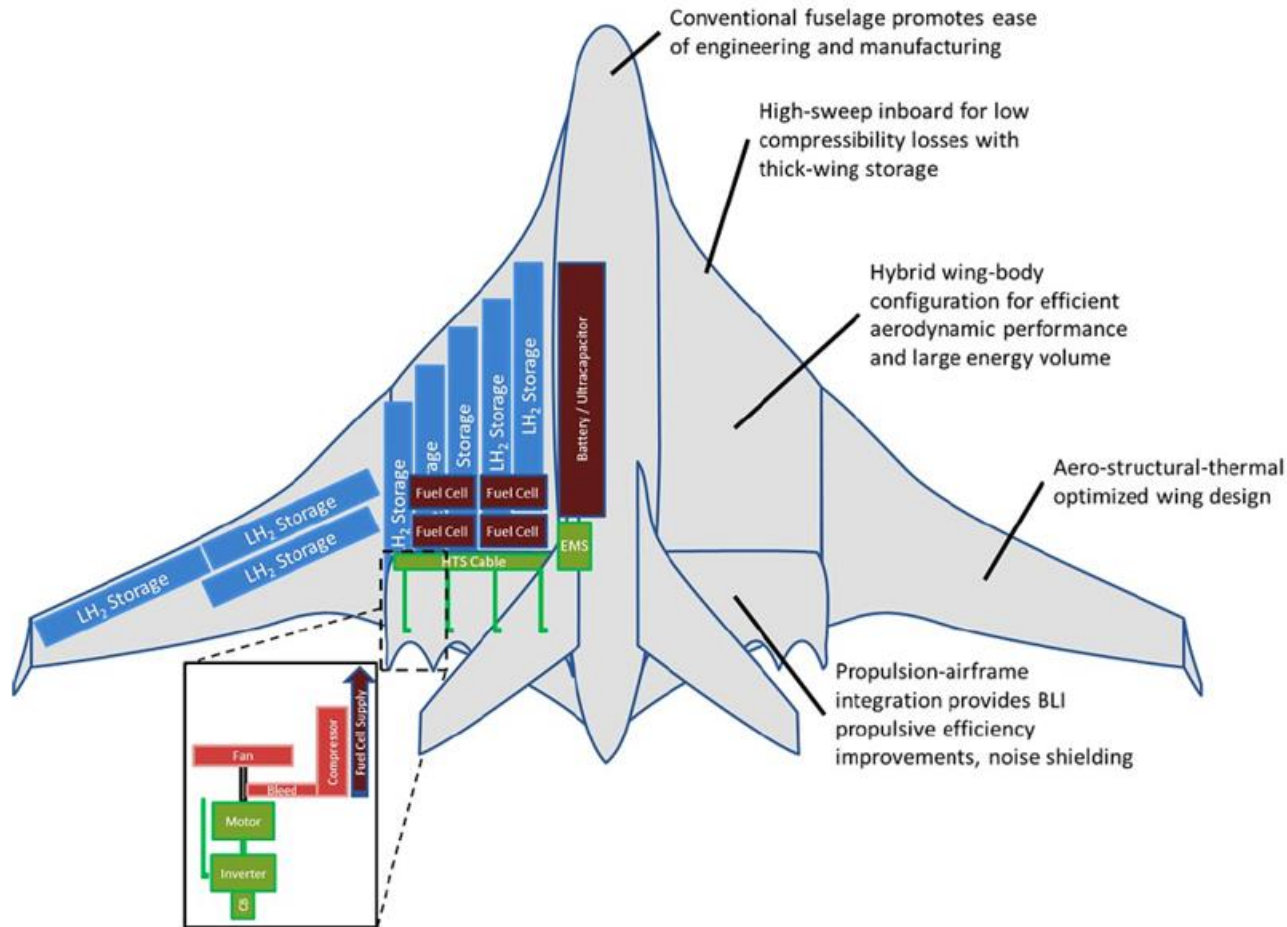 Conventional fuselage promotes ease
of engineering and manufacturing
High-sweep inboard for low
compressibility losses with
thick-wing storage
Hybrid wing-body
configuration for efficient
aerodynamic performance
and large energy volume
Aero-structural-thermal
optimized wing design
Propulsion-airframe
integration provides BLI
propulsive efficiency
improvements, noise shielding
LH₂ Storage
LH₂ Storage
Storage
Battery / Ultracapacitor
H₂ Storage
rage
Fuel Cell
Fuel Cell
Fuel Cell
Fuel Cell
EMS
HTS Cable
LH₂ Storage
LH₂ Storage
LH₂ Storage
Fan
Bleed
Compressor
Fuel Cell Supply
Motor
Inverter